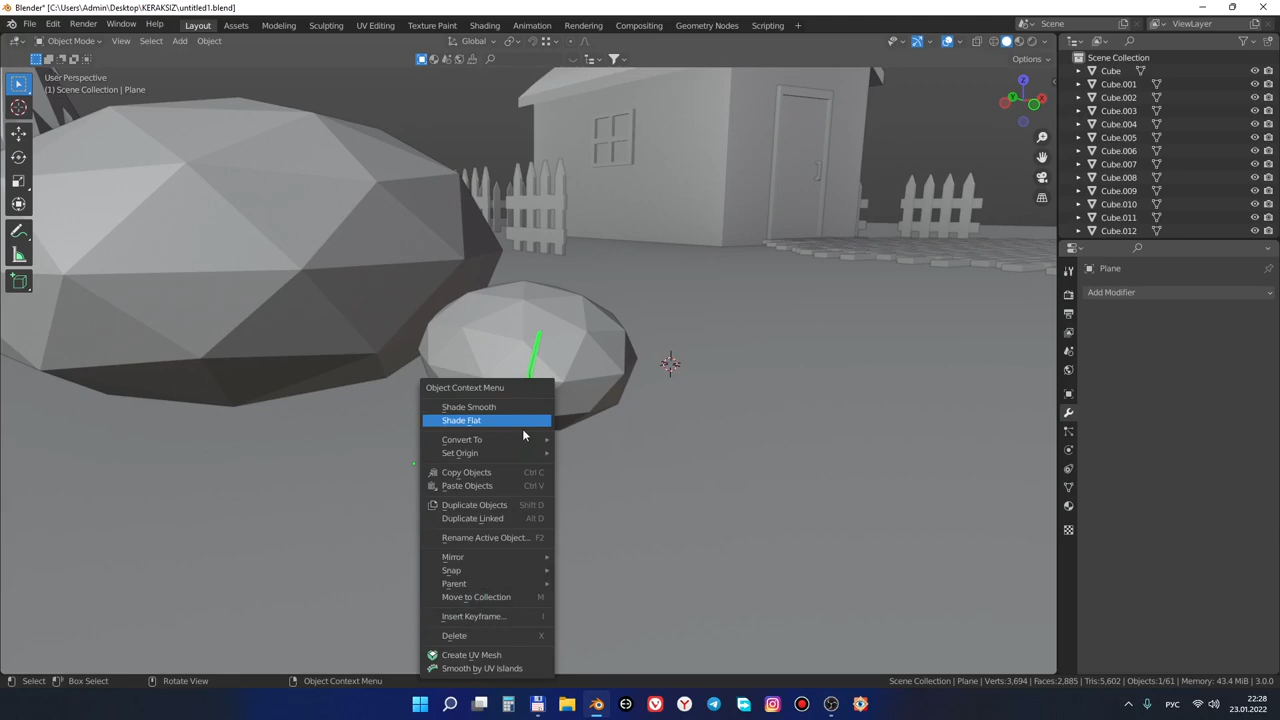 Blender* [C:\Users\Admin\Desktop\KERAKSIZ\untitled1.blend]
File Edit Render Window Help Layout Assets Modeling Sculpting UV Editing Texture Paint Shading Animation Rendering Compositing Geometry Nodes Scripting + Scene ViewLayer
Object Mode View Select Add Object Global
Options
User Perspective
(1) Scene Collection | Plane
Z
Y
X
Scene Collection
Cube
Cube.001
Cube.002
Cube.003
Cube.004
Cube.005
Cube.006
Cube.007
Cube.008
Cube.009
Cube.010
Cube.011
Cube.012
Plane
Add Modifier
Object Context Menu
Shade Smooth
Shade Flat
Convert To
Set Origin
Copy Objects Ctrl C
Paste Objects Ctrl V
Duplicate Objects Shift D
Duplicate Linked Alt D
Rename Active Object... F2
Mirror
Snap
Parent
Move to Collection M
Insert Keyframe... I
Delete X
Create UV Mesh
Smooth by UV Islands
Select Box Select Rotate View Object Context Menu Scene Collection | Plane | Verts:3,694 | Faces:2,885 | Tris:5,602 | Objects:1/61 | Memory: 43.4 MiB | 3.0.0
РУС
22:28
23.01.2022